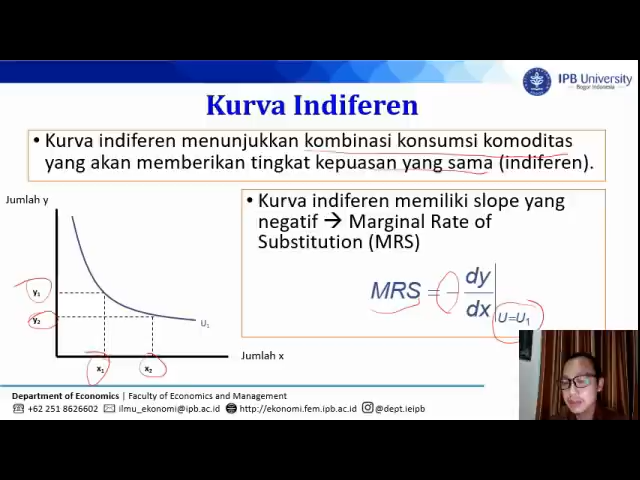 IPB University
Bogor Indonesia
Kurva Indiferen
• Kurva indiferen menunjukkan kombinasi konsumsi komoditas
yang akan memberikan tingkat kepuasan yang sama (indiferen).
Jumlah y
y₁
y₂
U₁
x₁
x₂
Jumlah x
• Kurva indiferen memiliki slope yang
negatif → Marginal Rate of
Substitution (MRS)
MRS = − dy/dx | U=U₁
Department of Economics | Faculty of Economics and Management
+62 251 8626602 ilmu_ekonomi@ipb.ac.id http://ekonomi.fem.ipb.ac.id @dept.ieipb